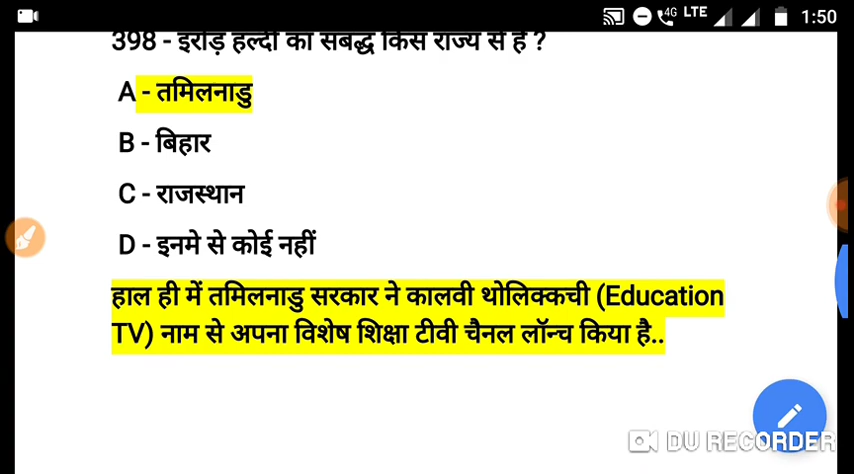 4G LTE 1:50
398 - इरोड़ हल्दी का संबद्ध किस राज्य से है ?
A - तमिलनाडु
B - बिहार
C - राजस्थान
D - इनमे से कोई नहीं
हाल ही में तमिलनाडु सरकार ने कालवी थोलिक्कची (Education
TV) नाम से अपना विशेष शिक्षा टीवी चैनल लॉन्च किया है..
DU RECORDER